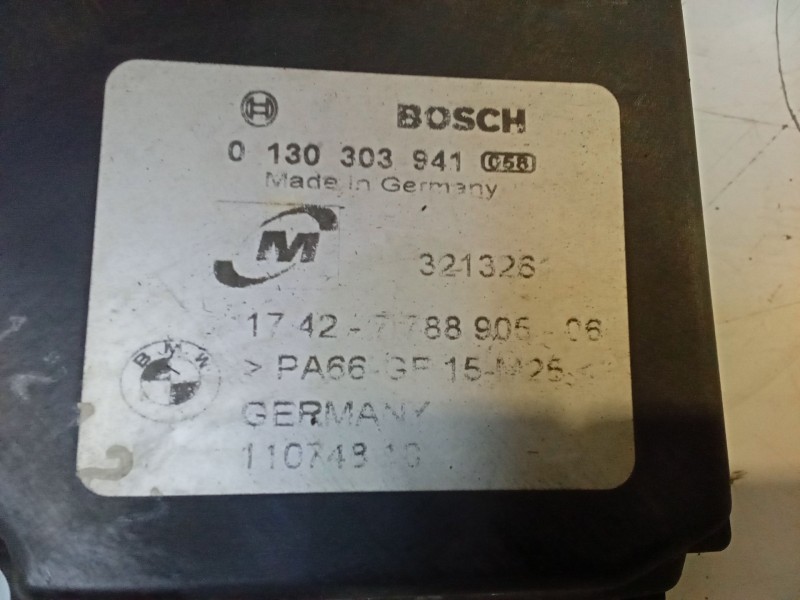 BOSCH
0 130 303 941 058
Made in Germany
M
321326
17 42 - 7 788 905 - 06
BMW
> PA66-GF 15-M25 <
GERMANY